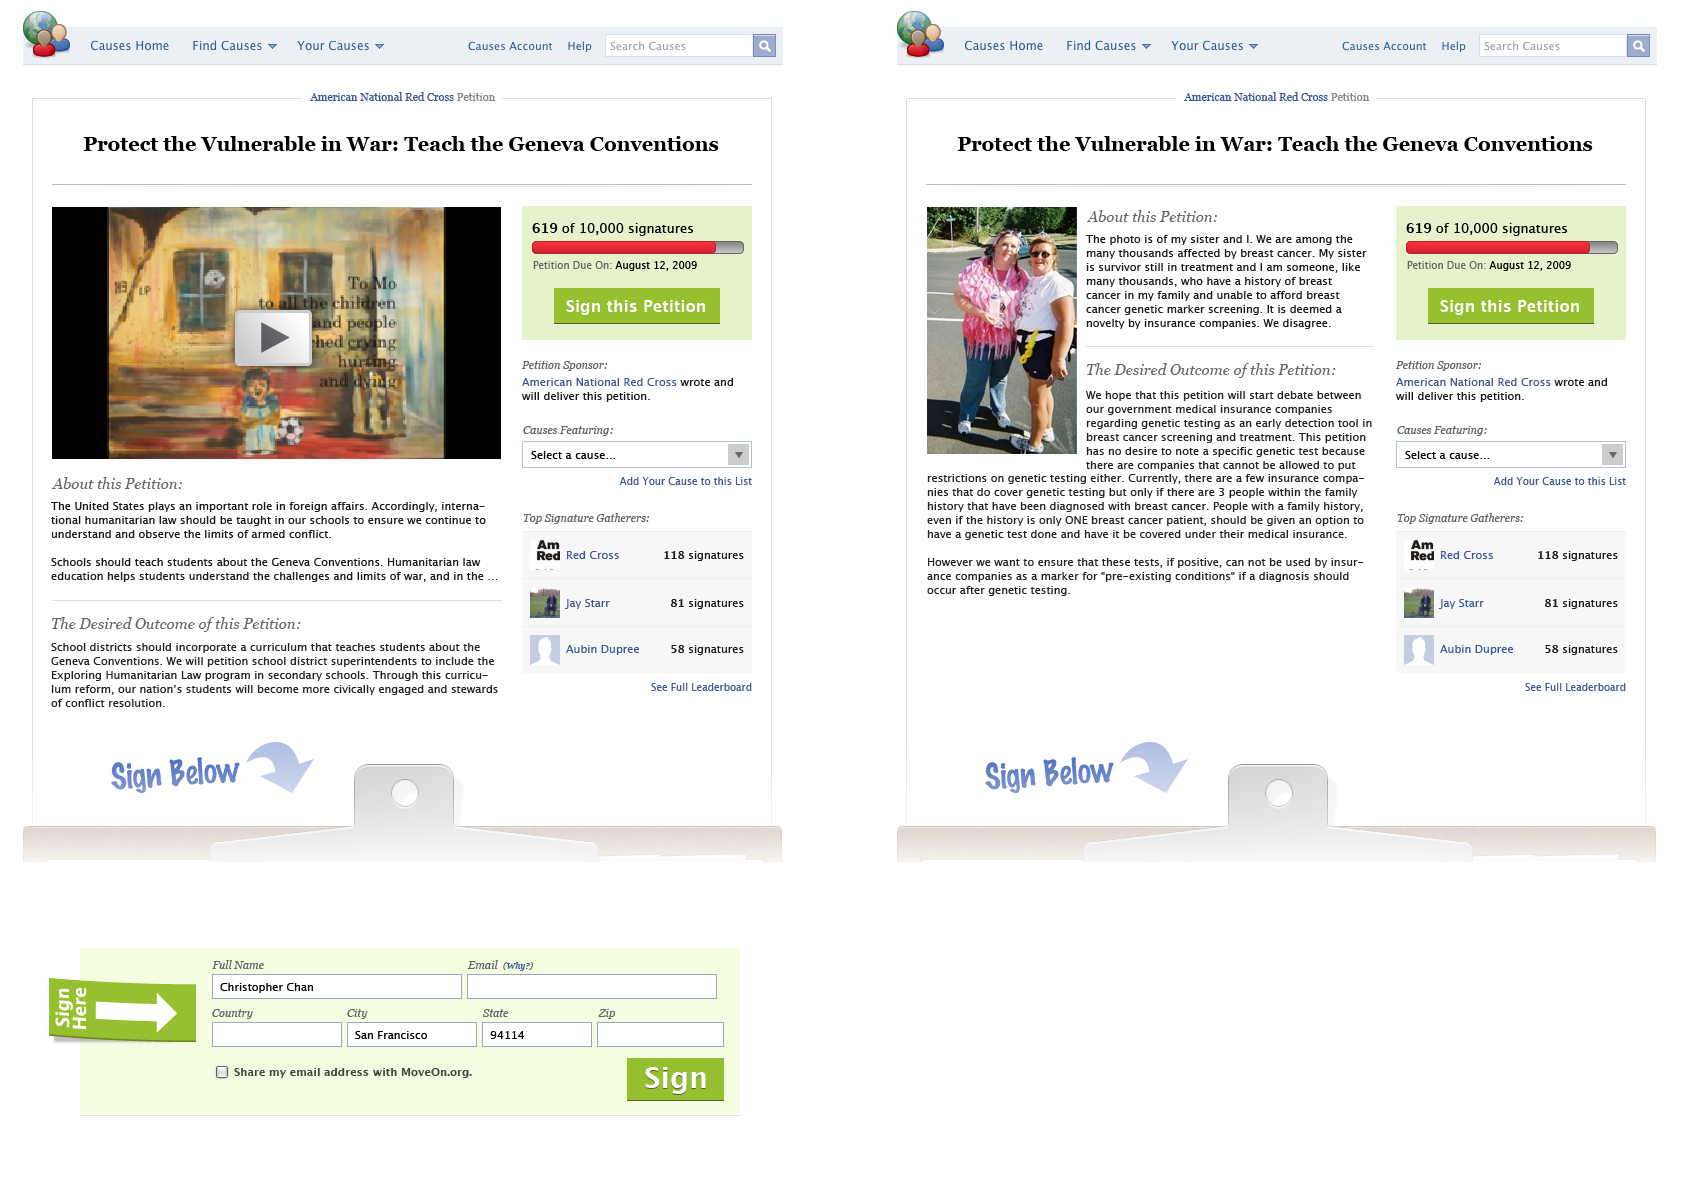 Causes Home Find Causes Your Causes Causes Account Help Search Causes
American National Red Cross Petition
Protect the Vulnerable in War: Teach the Geneva Conventions
To Mo
to all the children
and people
hed crying
hurting
and dying
About this Petition:
The United States plays an important role in foreign affairs. Accordingly, interna-
tional humanitarian law should be taught in our schools to ensure we continue to
understand and observe the limits of armed conflict.
Schools should teach students about the Geneva Conventions. Humanitarian law
education helps students understand the challenges and limits of war, and in the ...
The Desired Outcome of this Petition:
School districts should incorporate a curriculum that teaches students about the
Geneva Conventions. We will petition school district superintendents to include the
Exploring Humanitarian Law program in secondary schools. Through this curricu-
lum reform, our nation's students will become more civically engaged and stewards
of conflict resolution.
619 of 10,000 signatures
Petition Due On: August 12, 2009
Sign this Petition
Petition Sponsor:
American National Red Cross wrote and
will deliver this petition.
Causes Featuring:
Select a cause...
Add Your Cause to this List
Top Signature Gatherers:
Am
Red
Red Cross 118 signatures
Jay Starr 81 signatures
Aubin Dupree 58 signatures
See Full Leaderboard
Sign Below
Sign
Here
Full Name Email (Why?)
Christopher Chan
Country City State Zip
San Francisco 94114
Share my email address with MoveOn.org.
Sign
Causes Home Find Causes Your Causes Causes Account Help Search Causes
American National Red Cross Petition
Protect the Vulnerable in War: Teach the Geneva Conventions
About this Petition:
The photo is of my sister and I. We are among the
many thousands affected by breast cancer. My sister
is survivor still in treatment and I am someone, like
many thousands, who have a history of breast
cancer in my family and unable to afford breast
cancer genetic marker screening. It is deemed a
novelty by insurance companies. We disagree.
The Desired Outcome of this Petition:
We hope that this petition will start debate between
our government medical insurance companies
regarding genetic testing as an early detection tool in
breast cancer screening and treatment. This petition
has no desire to note a specific genetic test because
there are companies that cannot be allowed to put
restrictions on genetic testing either. Currently, there are a few insurance compa-
nies that do cover genetic testing but only if there are 3 people within the family
history that have been diagnosed with breast cancer. People with a family history,
even if the history is only ONE breast cancer patient, should be given an option to
have a genetic test done and have it be covered under their medical insurance.
However we want to ensure that these tests, if positive, can not be used by insur-
ance companies as a marker for "pre-existing conditions" if a diagnosis should
occur after genetic testing.
619 of 10,000 signatures
Petition Due On: August 12, 2009
Sign this Petition
Petition Sponsor:
American National Red Cross wrote and
will deliver this petition.
Causes Featuring:
Select a cause...
Add Your Cause to this List
Top Signature Gatherers:
Am
Red
Red Cross 118 signatures
Jay Starr 81 signatures
Aubin Dupree 58 signatures
See Full Leaderboard
Sign Below